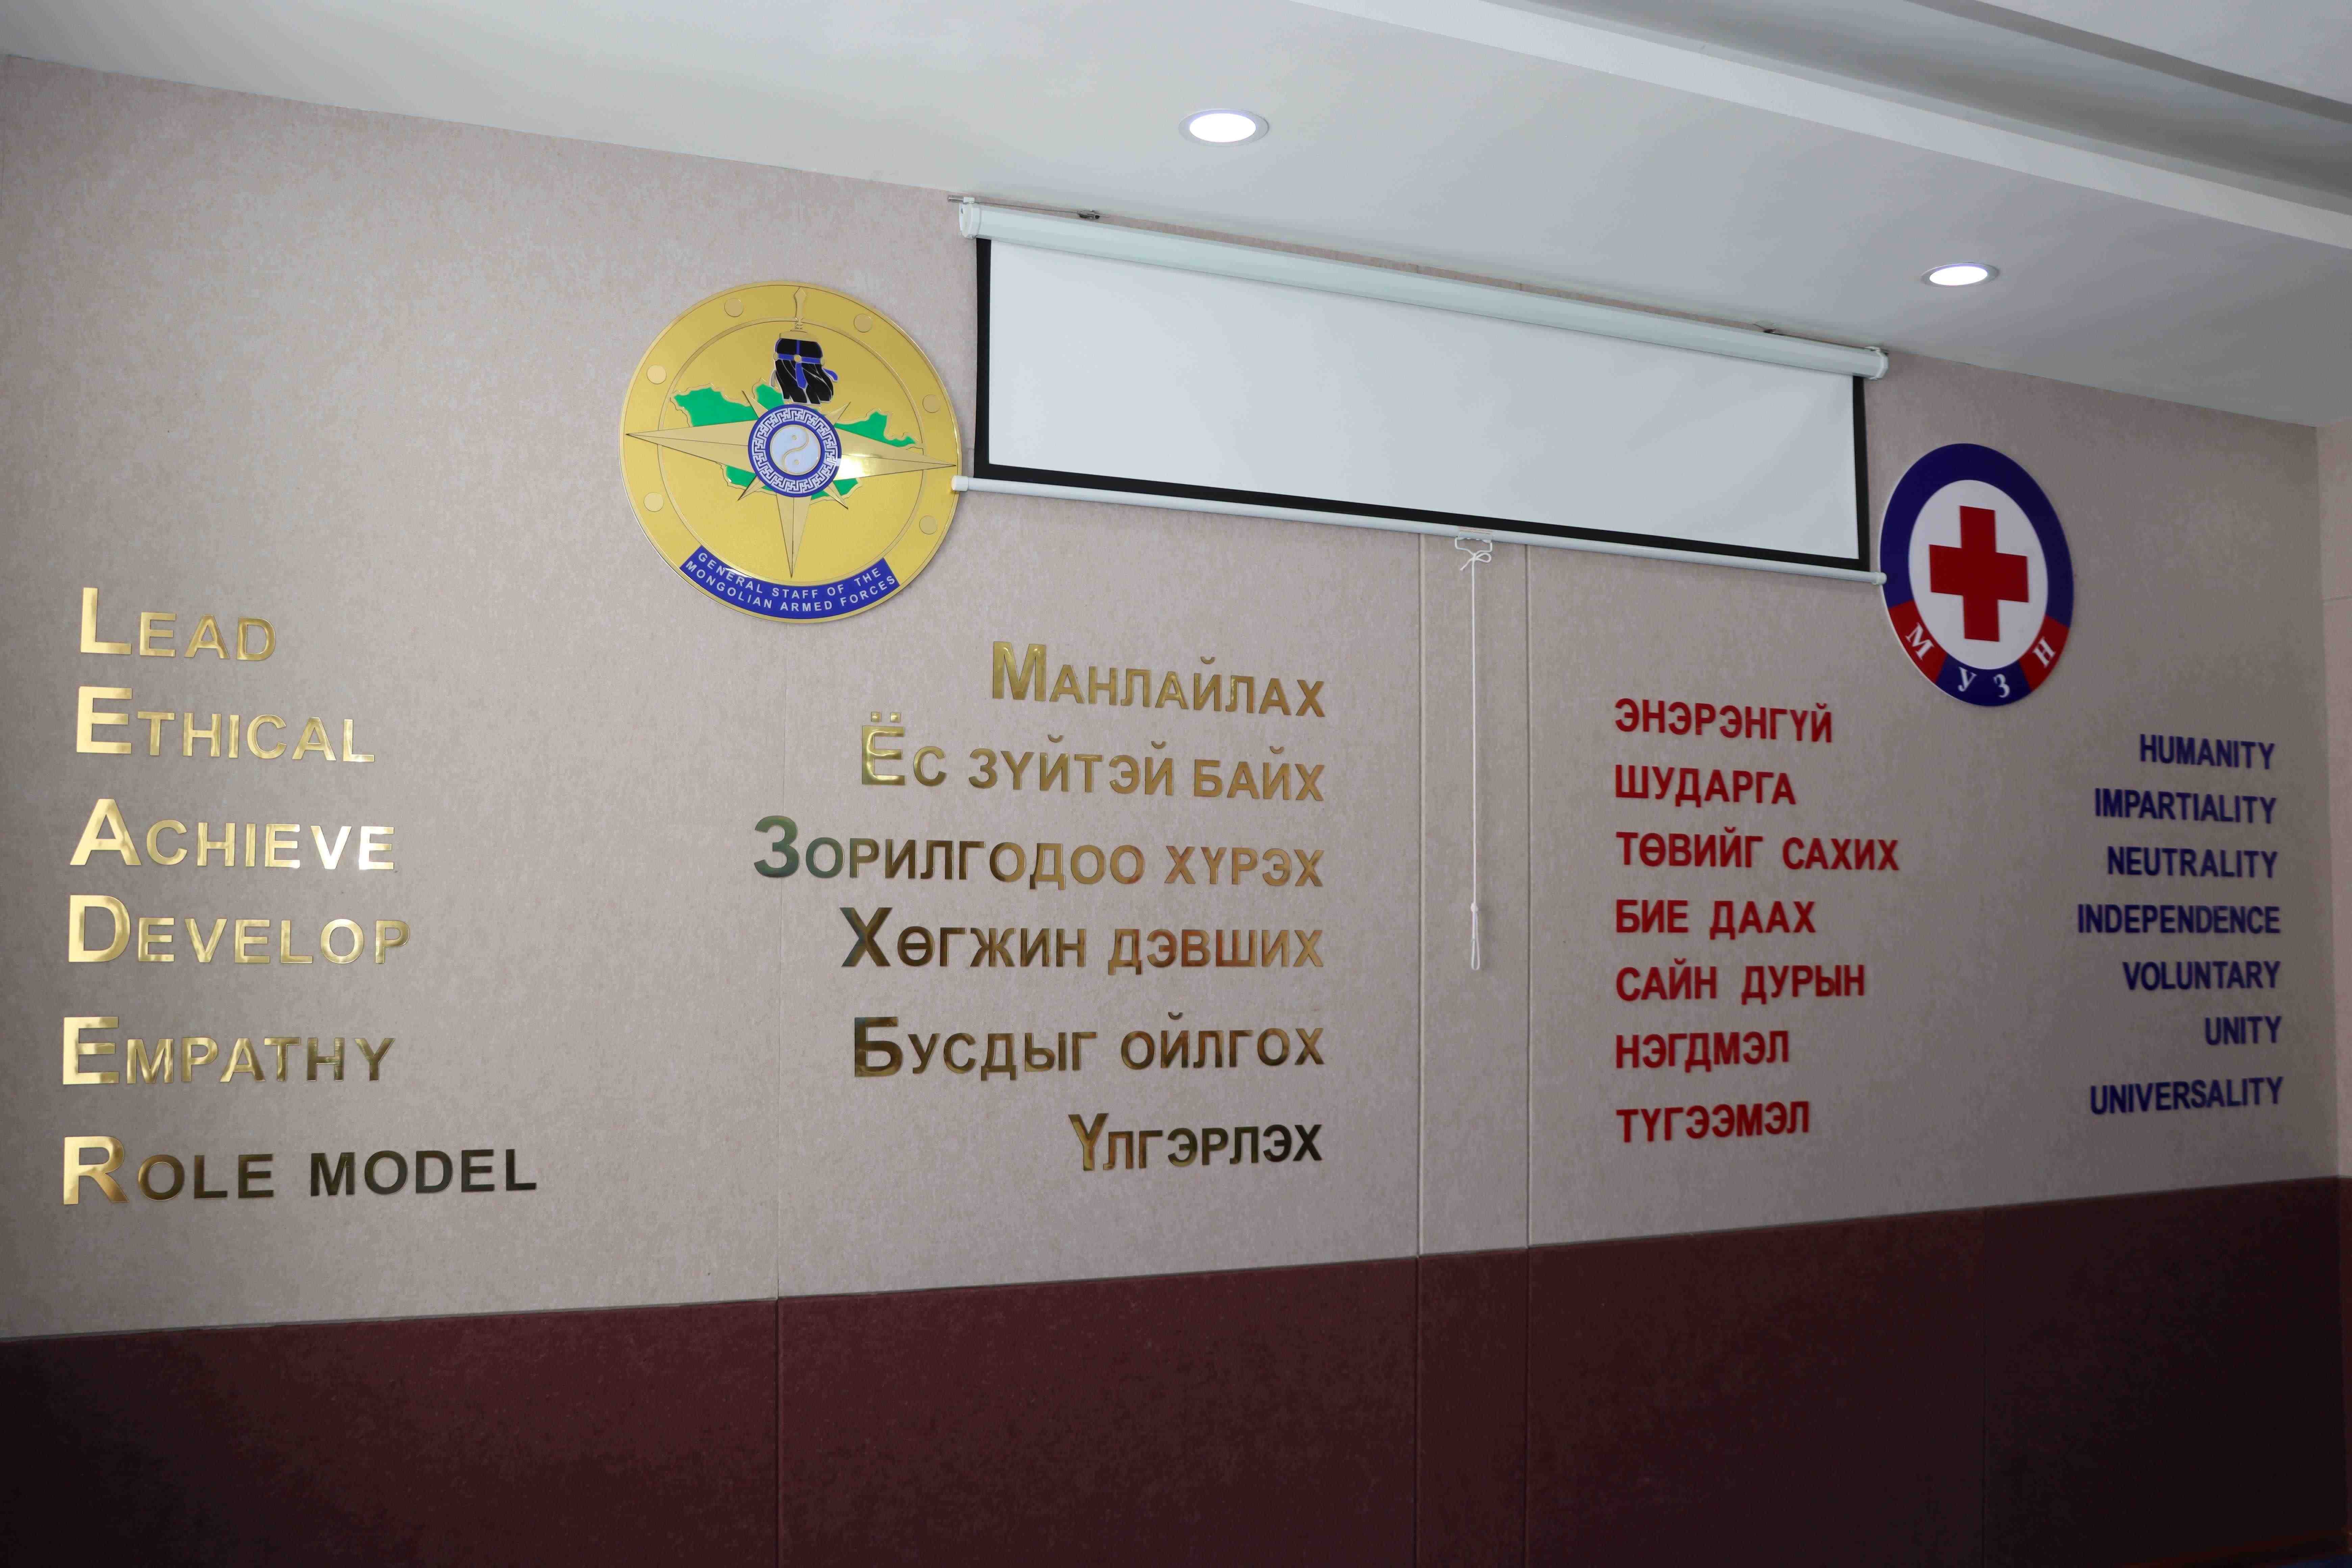 GENERAL STAFF OF THE
MONGOLIAN ARMED FORCES
LEAD
ETHICAL
ACHIEVE
DEVELOP
EMPATHY
ROLE MODEL
МАНЛАЙЛАХ
ЁС ЗҮЙТЭЙ БАЙХ
ЗОРИЛГОДОО ХҮРЭХ
ХӨГЖИН ДЭВШИХ
БУСДЫГ ОЙЛГОХ
ҮЛГЭРЛЭХ
МУЗН
ЭНЭРЭНГҮЙ
ШУДАРГА
ТӨВИЙГ САХИХ
БИЕ ДААХ
САЙН ДУРЫН
НЭГДМЭЛ
ТҮГЭЭМЭЛ
HUMANITY
IMPARTIALITY
NEUTRALITY
INDEPENDENCE
VOLUNTARY
UNITY
UNIVERSALITY